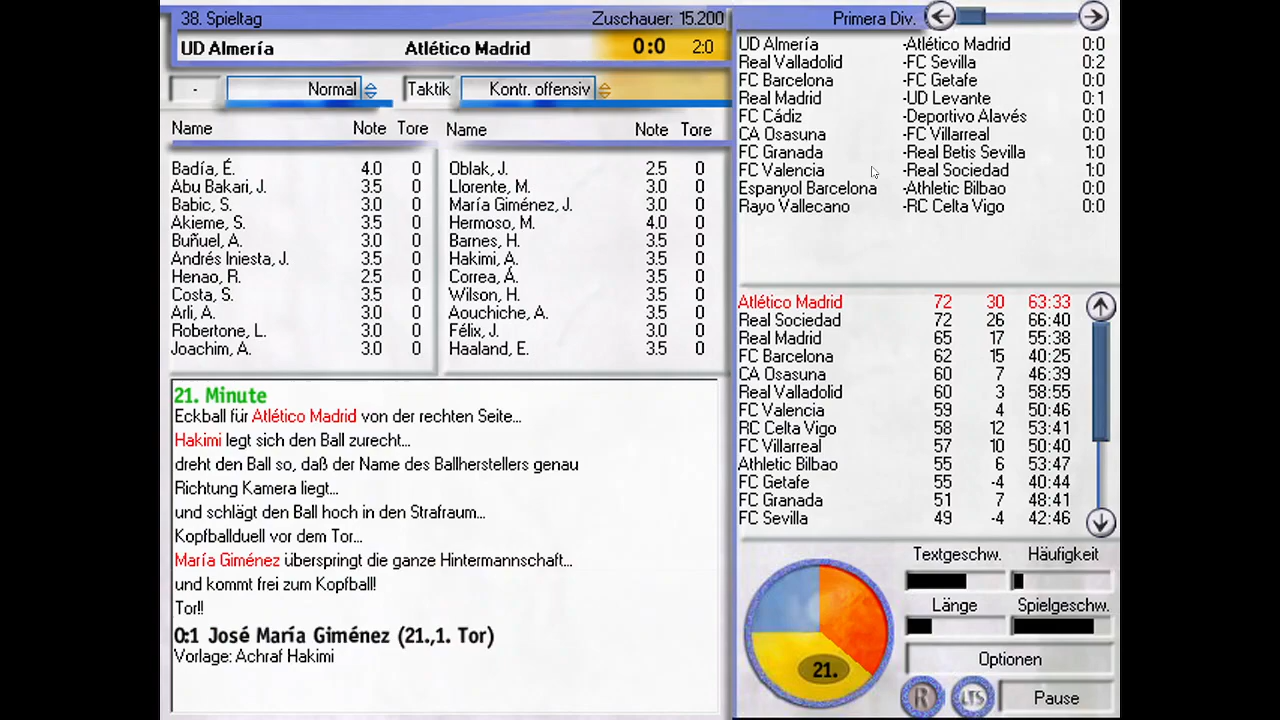 38. Spieltag Zuschauer: 15.200
UD Almería Atlético Madrid 0:0 2:0
- Normal Taktik Kontr. offensiv
Name Note Tore Name Note Tore
Badía, É. 4.0 0 Oblak, J. 2.5 0
Abu Bakari, J. 3.5 0 Llorente, M. 3.0 0
Babic, S. 3.0 0 María Giménez, J. 3.0 0
Akieme, S. 3.5 0 Hermoso, M. 4.0 0
Buñuel, A. 3.0 0 Barnes, H. 3.5 0
Andrés Iniesta, J. 3.5 0 Hakimi, A. 3.5 0
Henao, R. 2.5 0 Correa, Á. 3.5 0
Costa, S. 3.5 0 Wilson, H. 3.5 0
Arli, A. 3.5 0 Aouchiche, A. 3.5 0
Robertone, L. 3.0 0 Félix, J. 3.0 0
Joachim, A. 3.0 0 Haaland, E. 3.5 0
21. Minute
Eckball für Atlético Madrid von der rechten Seite...
Hakimi legt sich den Ball zurecht...
dreht den Ball so, daß der Name des Ballherstellers genau
Richtung Kamera liegt...
und schlägt den Ball hoch in den Strafraum...
Kopfballduell vor dem Tor...
María Giménez überspringt die ganze Hintermannschaft...
und kommt frei zum Kopfball!
Tor!!
0:1 José María Giménez (21.,1. Tor)
Vorlage: Achraf Hakimi
Primera Div.
UD Almería -Atlético Madrid 0:0
Real Valladolid -FC Sevilla 0:2
FC Barcelona -FC Getafe 0:0
Real Madrid -UD Levante 0:1
FC Cádiz -Deportivo Alavés 0:0
CA Osasuna -FC Villarreal 0:0
FC Granada -Real Betis Sevilla 1:0
FC Valencia -Real Sociedad 1:0
Espanyol Barcelona -Athletic Bilbao 0:0
Rayo Vallecano -RC Celta Vigo 0:0
Atlético Madrid 72 30 63:33
Real Sociedad 72 26 66:40
Real Madrid 65 17 55:38
FC Barcelona 62 15 40:25
CA Osasuna 60 7 46:39
Real Valladolid 60 3 58:55
FC Valencia 59 4 50:46
RC Celta Vigo 58 12 53:41
FC Villarreal 57 10 50:40
Athletic Bilbao 55 6 53:47
FC Getafe 55 -4 40:44
FC Granada 51 7 48:41
FC Sevilla 49 -4 42:46
Textgeschw. Häufigkeit
Länge Spielgeschw.
21.
Optionen
R LTS Pause